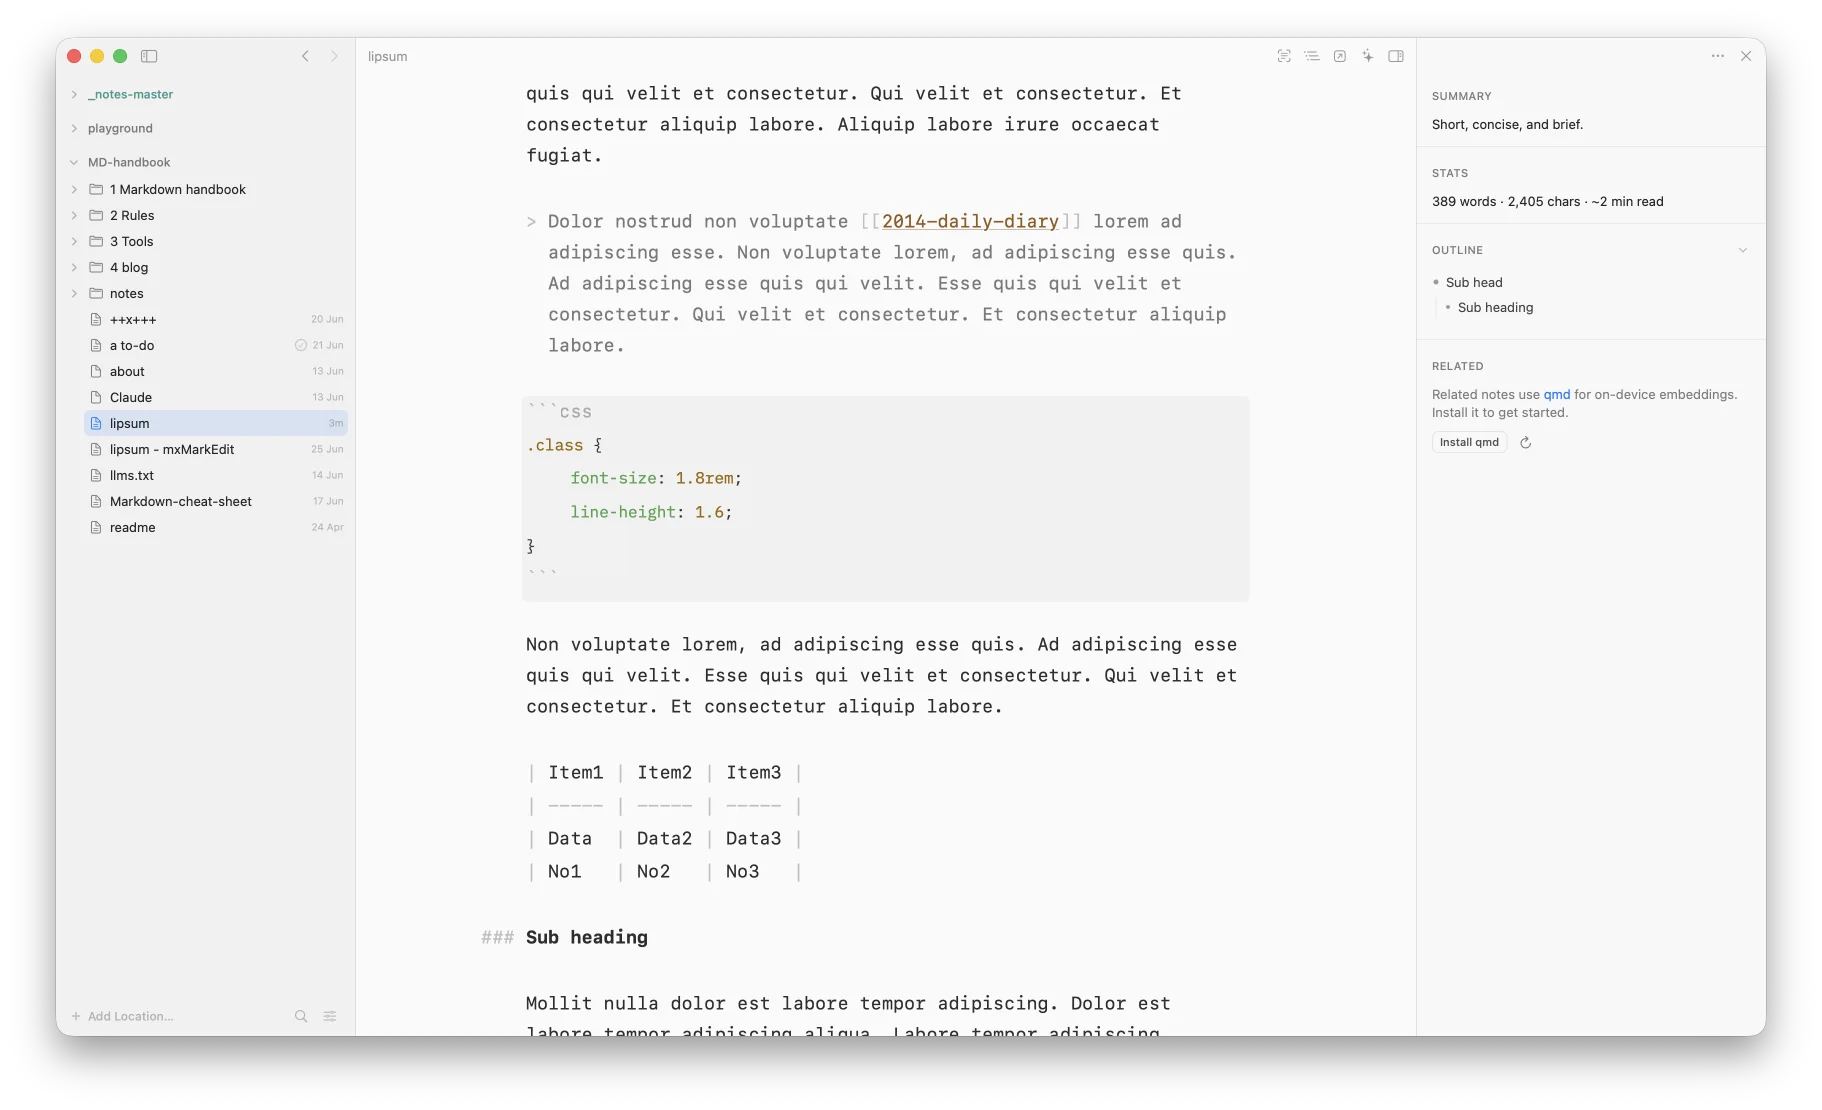 _notes-master
playground
MD-handbook
1 Markdown handbook
2 Rules
3 Tools
4 blog
notes
++x+++ 20 Jun
a to-do 21 Jun
about 13 Jun
Claude 13 Jun
lipsum 3m
lipsum - mxMarkEdit 25 Jun
llms.txt 14 Jun
Markdown-cheat-sheet 17 Jun
readme 24 Apr
+ Add Location...
lipsum
quis qui velit et consectetur. Qui velit et consectetur. Et
consectetur aliquip labore. Aliquip labore irure occaecat
fugiat.
> Dolor nostrud non voluptate [[2014-daily-diary]] lorem ad
adipiscing esse. Non voluptate lorem, ad adipiscing esse quis.
Ad adipiscing esse quis qui velit. Esse quis qui velit et
consectetur. Qui velit et consectetur. Et consectetur aliquip
labore.
```css
.class {
font-size: 1.8rem;
line-height: 1.6;
}
```
Non voluptate lorem, ad adipiscing esse quis. Ad adipiscing esse
quis qui velit. Esse quis qui velit et consectetur. Qui velit et
consectetur. Et consectetur aliquip labore.
| Item1 | Item2 | Item3 |
| ----- | ----- | ----- |
| Data | Data2 | Data3 |
| No1 | No2 | No3 |
### Sub heading
Mollit nulla dolor est labore tempor adipiscing. Dolor est
labore tempor adipiscing aliqua. Labore tempor adipiscing
SUMMARY
Short, concise, and brief.
STATS
389 words · 2,405 chars · ~2 min read
OUTLINE
• Sub head
• Sub heading
RELATED
Related notes use qmd for on-device embeddings.
Install it to get started.
Install qmd